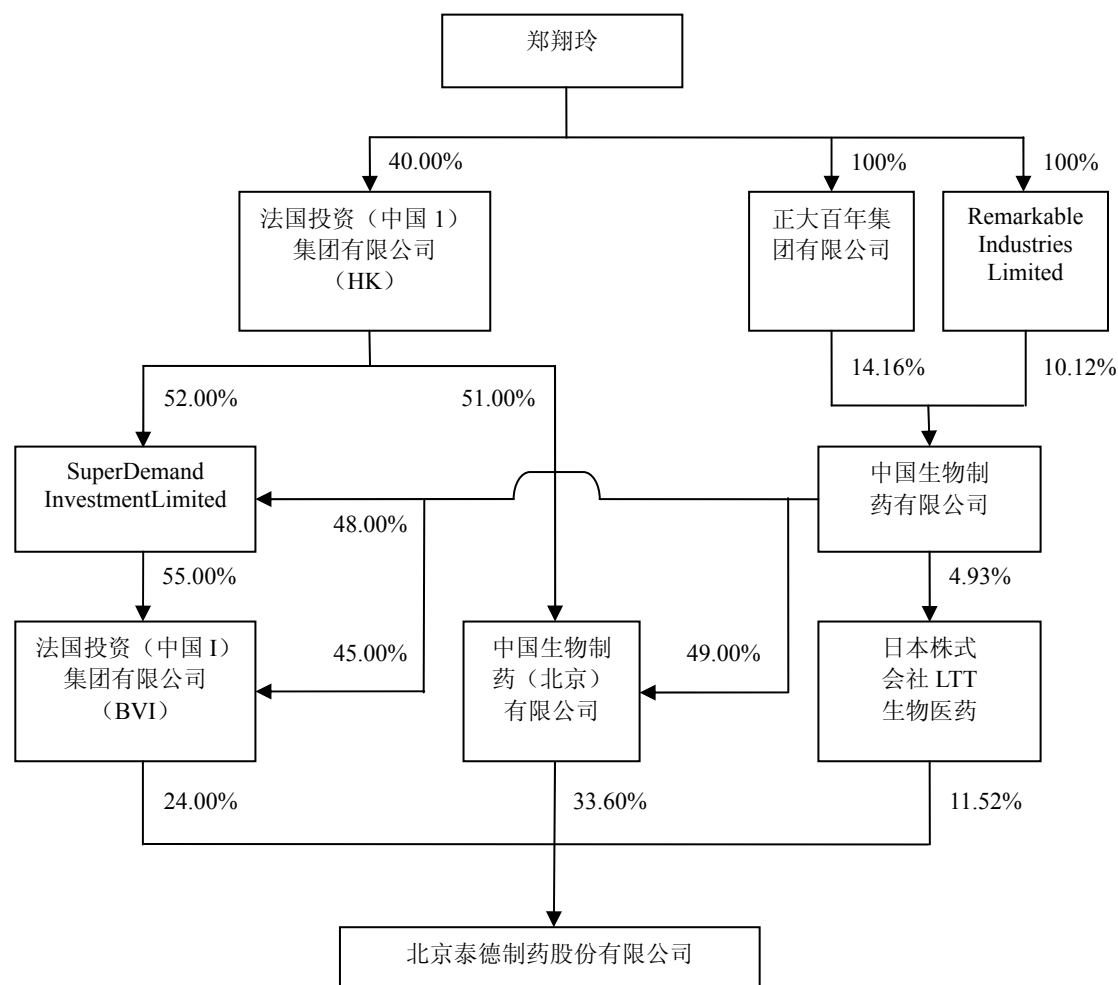 郑翔玲
40.00%
100%
100%
法国投资（中国 1）
集团有限公司
（HK）
正大百年集
团有限公司
Remarkable
Industries
Limited
14.16%
10.12%
52.00%
51.00%
SuperDemand
InvestmentLimited
中国生物制
药有限公司
48.00%
55.00%
4.93%
法国投资（中国 I）
集团有限公司
（BVI）
45.00%
中国生物制
药（北京）
有限公司
49.00%
日本株式
会社 LTT
生物医药
24.00%
33.60%
11.52%
北京泰德制药股份有限公司